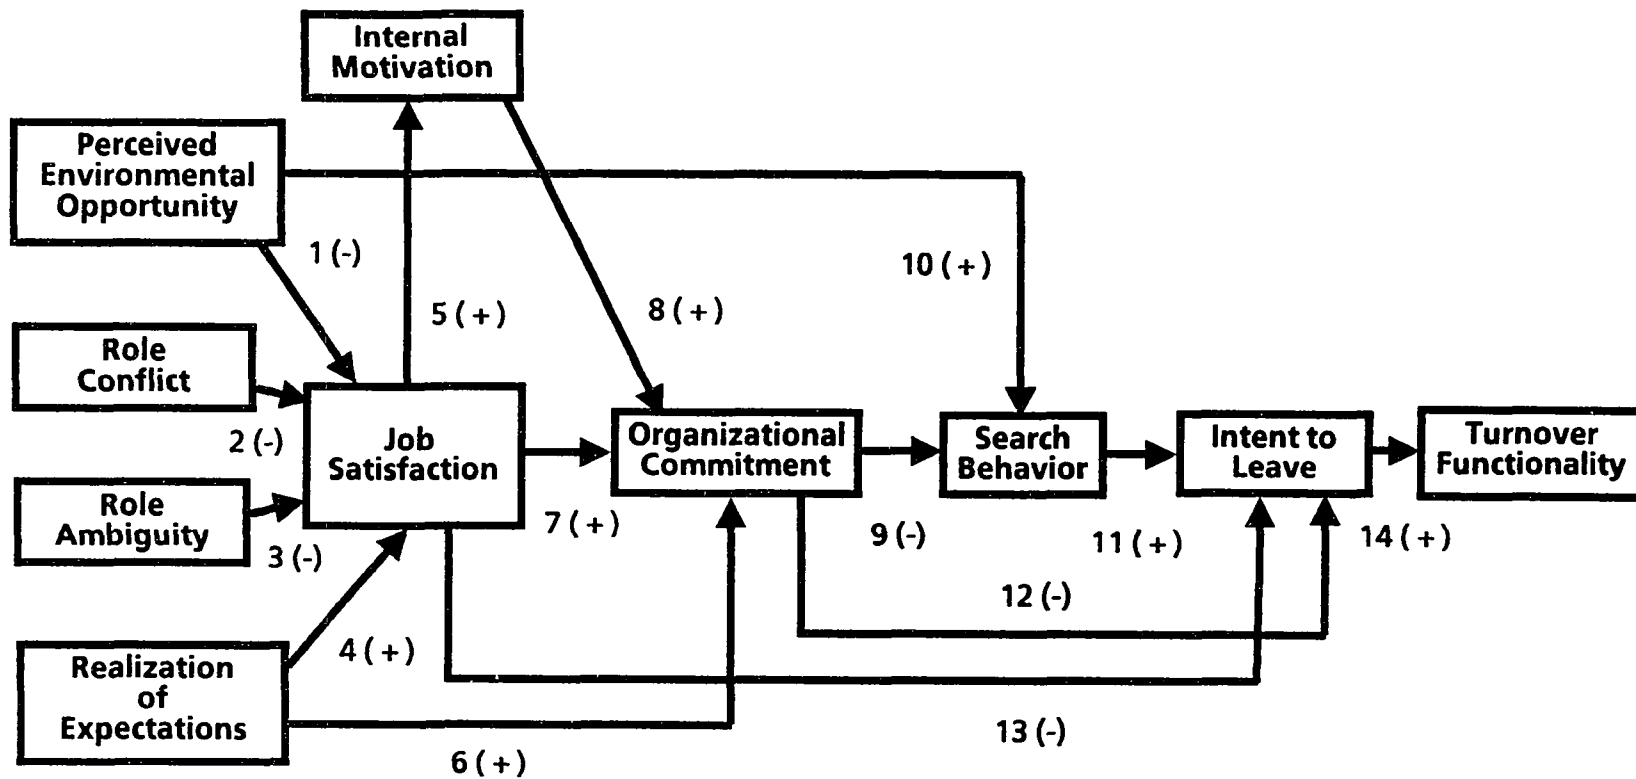 Internal
Motivation
Perceived
Environmental
Opportunity
1 (-)
10 ( + )
5 ( + )
8 ( + )
Role
Conflict
2 (-)
Job
Satisfaction
Organizational
Commitment
Search
Behavior
Intent to
Leave
Turnover
Functionality
Role
Ambiguity
3 (-)
7 ( + )
9 (-)
11 ( + )
14 ( + )
12 (-)
4 ( + )
Realization
of
Expectations
13 (-)
6 ( + )